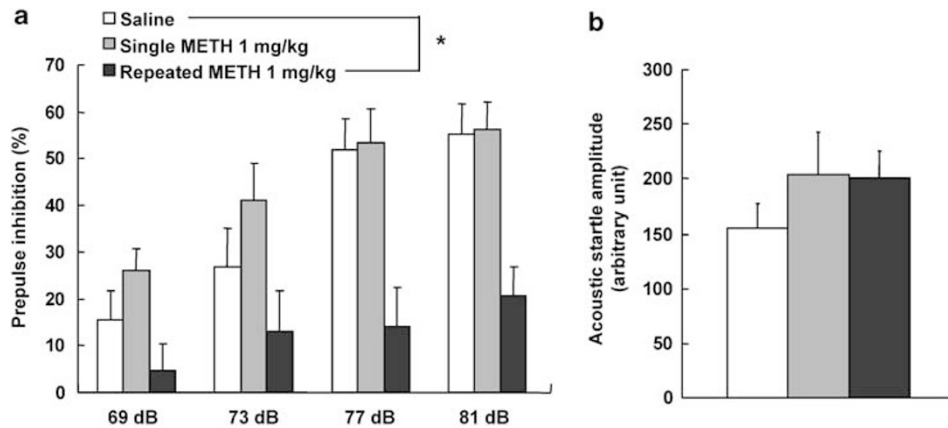 a
Saline
Single METH 1 mg/kg
Repeated METH 1 mg/kg
*
Prepulse inhibition (%)
70
60
50
40
30
20
10
0
69 dB
73 dB
77 dB
81 dB
b
Acoustic startle amplitude
(arbitrary unit)
300
250
200
150
100
50
0